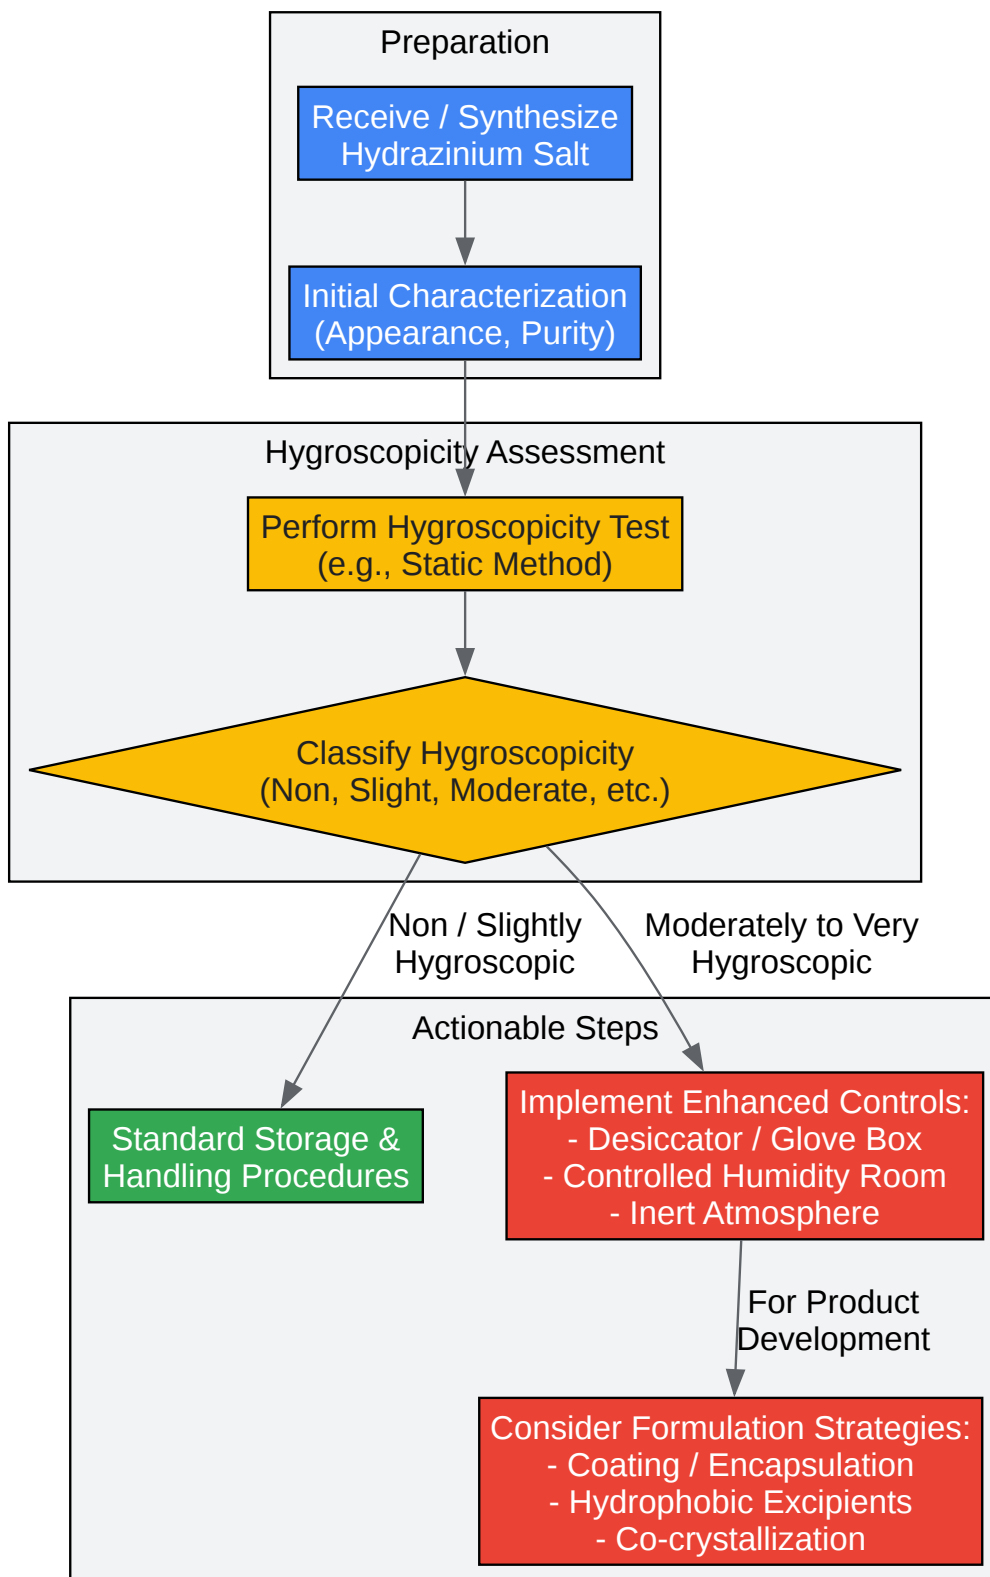 Preparation
Receive / Synthesize
Hydrazinium Salt
Initial Characterization
(Appearance, Purity)
Hygroscopicity Assessment
Perform Hygroscopicity Test
(e.g., Static Method)
Classify Hygroscopicity
(Non, Slight, Moderate, etc.)
Non / Slightly
Hygroscopic
Moderately to Very
Hygroscopic
Actionable Steps
Standard Storage &
Handling Procedures
Implement Enhanced Controls:
- Desiccator / Glove Box
- Controlled Humidity Room
- Inert Atmosphere
For Product
Development
Consider Formulation Strategies:
- Coating / Encapsulation
- Hydrophobic Excipients
- Co-crystallization